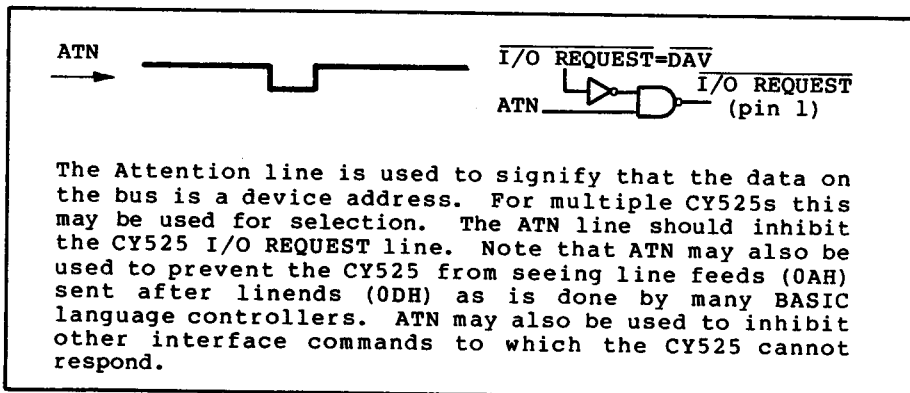 ATN
I/O REQUEST=DAV
I/O REQUEST
ATN
(pin 1)
The Attention line is used to signify that the data on
the bus is a device address. For multiple CY525s this
may be used for selection. The ATN line should inhibit
the CY525 I/O REQUEST line. Note that ATN may also be
used to prevent the CY525 from seeing line feeds (0AH)
sent after linends (0DH) as is done by many BASIC
language controllers. ATN may also be used to inhibit
other interface commands to which the CY525 cannot
respond.